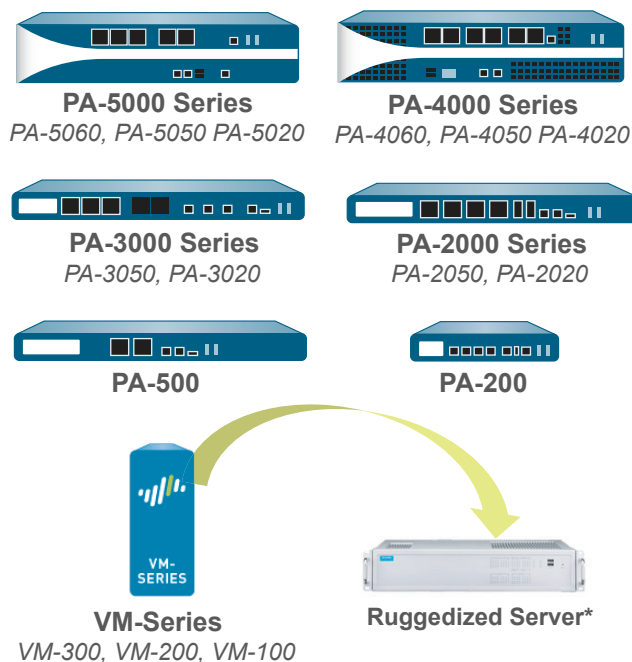 PA-5000 Series
PA-5060, PA-5050 PA-5020
PA-4000 Series
PA-4060, PA-4050 PA-4020
PA-3000 Series
PA-3050, PA-3020
PA-2000 Series
PA-2050, PA-2020
PA-500
PA-200
VM-
SERIES
VM-Series
VM-300, VM-200, VM-100
Ruggedized Server*